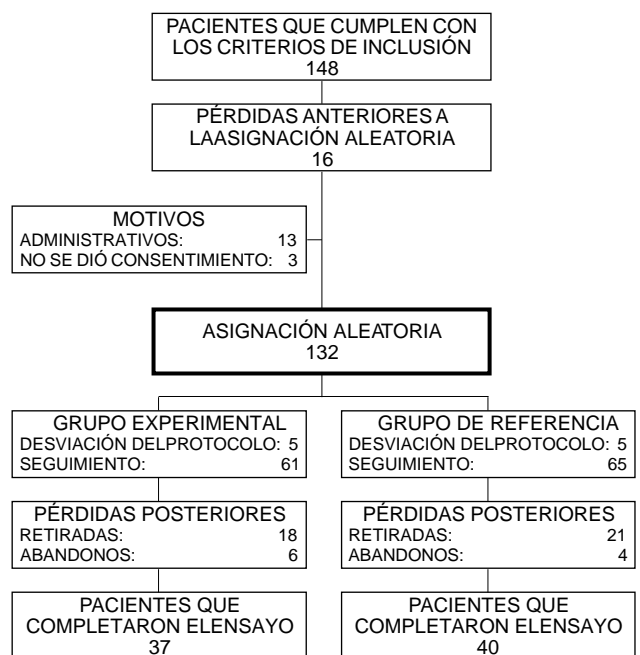 PACIENTES QUE CUMPLEN CON
LOS CRITERIOS DE INCLUSIÓN
148
PÉRDIDAS ANTERIORES A
LAASIGNACIÓN ALEATORIA
16
MOTIVOS
ADMINISTRATIVOS: 13
NO SE DIÓ CONSENTIMIENTO: 3
ASIGNACIÓN ALEATORIA
132
GRUPO EXPERIMENTAL
DESVIACIÓN DELPROTOCOLO: 5
SEGUIMIENTO: 61
GRUPO DE REFERENCIA
DESVIACIÓN DELPROTOCOLO: 5
SEGUIMIENTO: 65
PÉRDIDAS POSTERIORES
RETIRADAS: 18
ABANDONOS: 6
PÉRDIDAS POSTERIORES
RETIRADAS: 21
ABANDONOS: 4
PACIENTES QUE
COMPLETARON ELENSAYO
37
PACIENTES QUE
COMPLETARON ELENSAYO
40